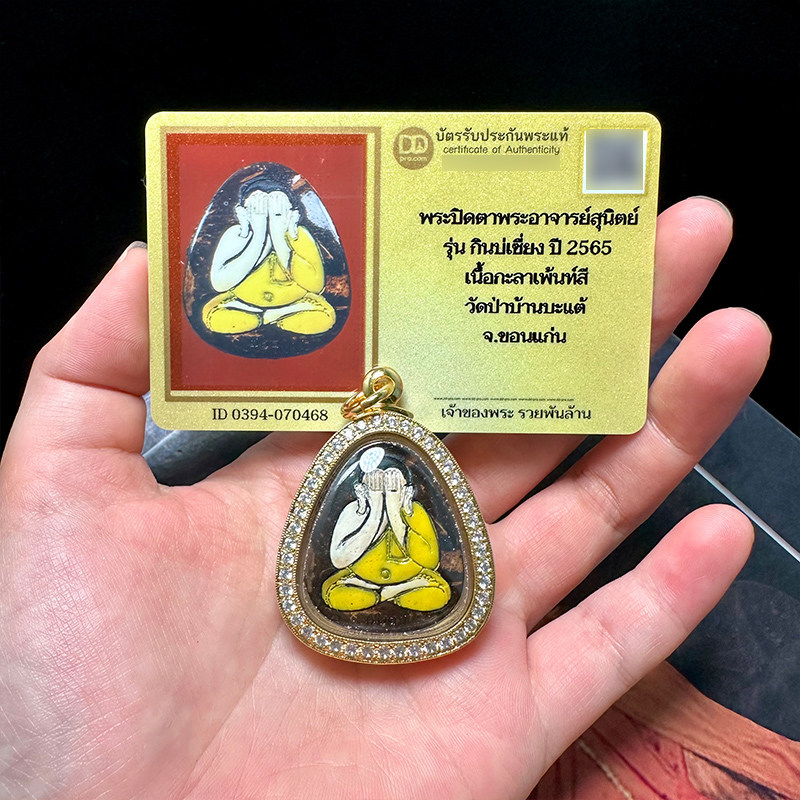 DD
pra.com
บัตรรับประกันพระแท้
certificate of Authenticity
พระปิดตาพระอาจารย์สุนิตย์
รุ่น กินบ่เซี่ยง ปี 2565
เนื้อกะลาเพ้นท์สี
วัดป่าบ้านบะแต้
จ.ขอนแก่น
ID 0394-070468
เจ้าของพระ รวยพันล้าน